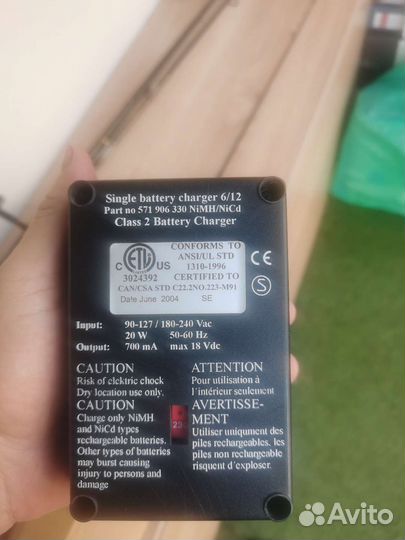 Single battery charger 6/12
Part no 571 906 330 NiMH/NiCd
Class 2 Battery Charger
ETL
C US
3024392
CONFORMS TO
ANSI/UL STD
1310-1996
CERTIFIED TO
CAN/CSA STD C22.2NO.223-M91
Date June 2004 SE
CE
S
Input: 90-127 / 180-240 Vac
20 W 50-60 Hz
Output: 700 mA max 18 Vdc
CAUTION
Risk of elcktric chock
Dry location use only.
CAUTION
Charge only NiMH
and NiCd types
rechargeable batteries.
Other types of batteries
may burst causing
injury to persons and
damage
ATTENTION
Pour utilisation à
l'intérieur seulement
AVERTISSE-
MENT
Utiliser uniqument des
piles rechargeables. les
piles non rechargeable
risquent d'exploser.
Avito